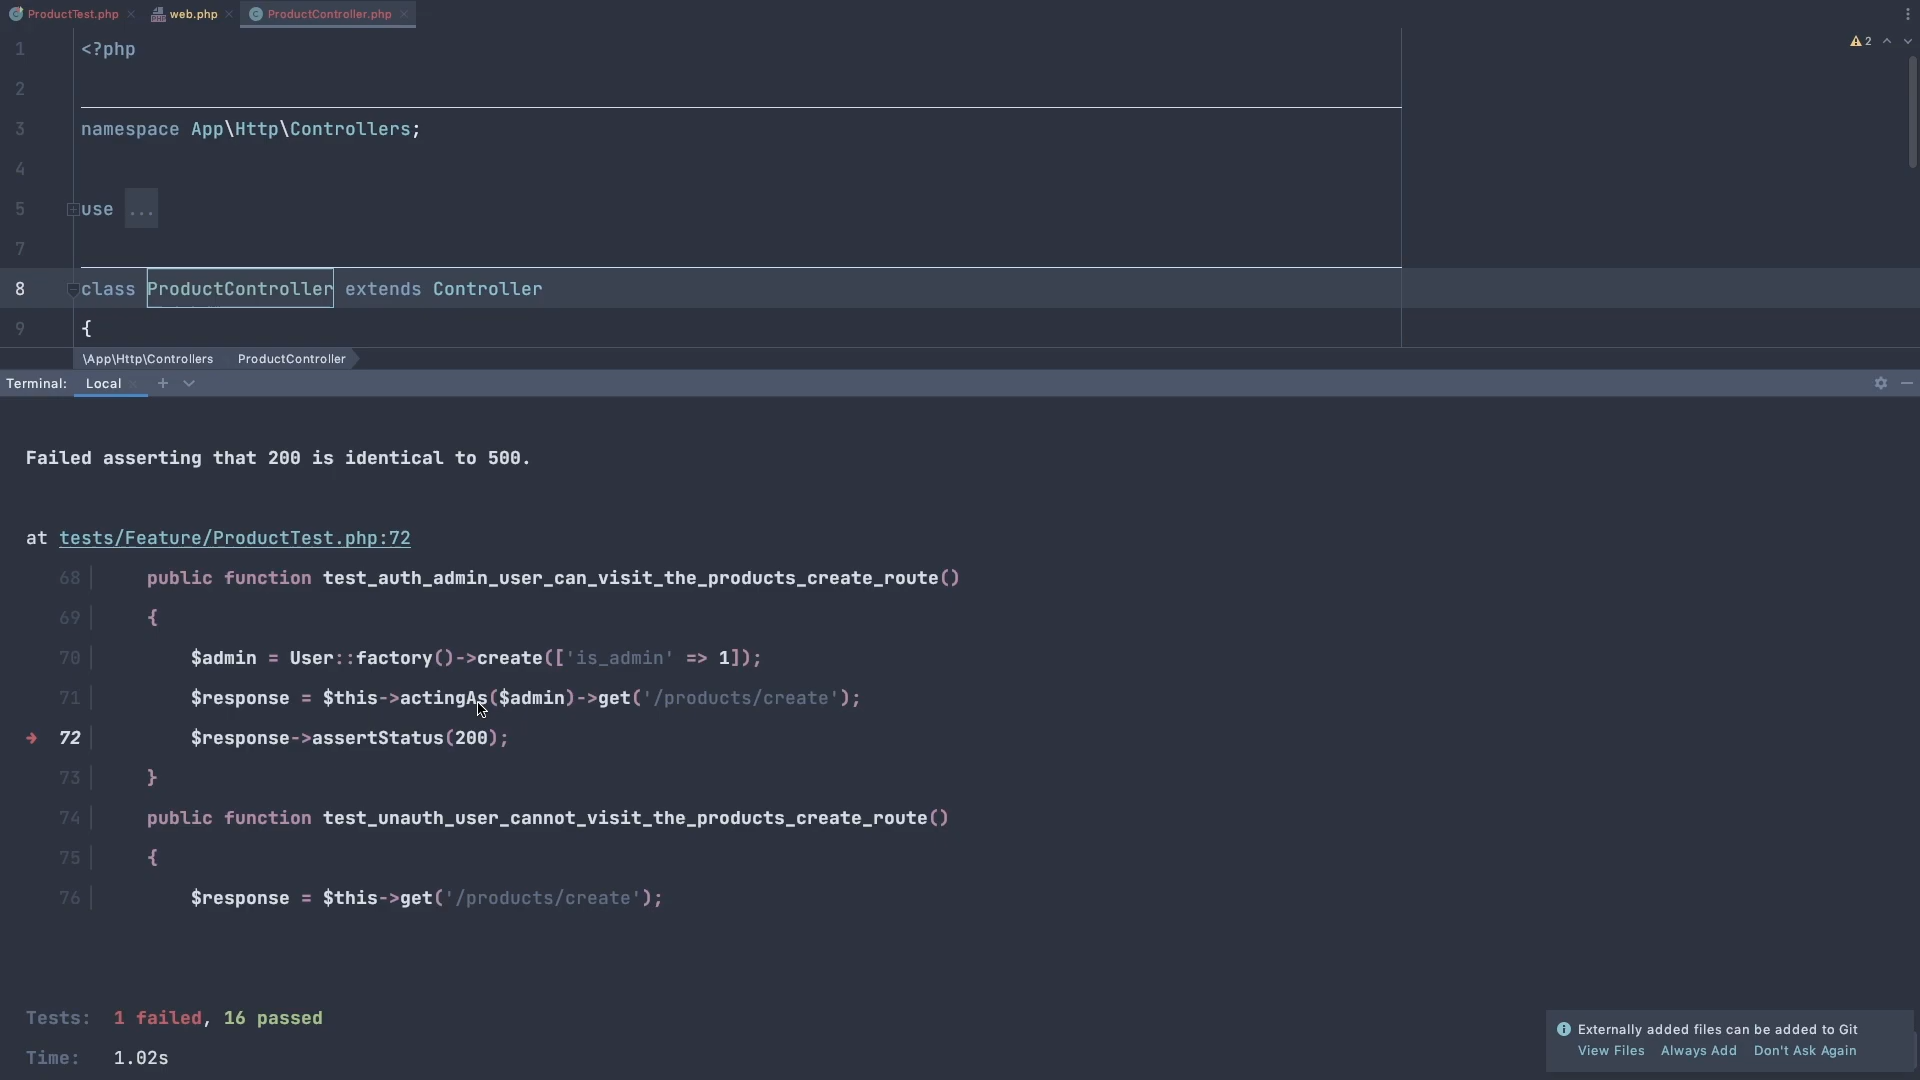 ProductTest.php
web.php
ProductController.php
1 <?php
2
3 namespace App\Http\Controllers;
4
5 use ...
7
8 class ProductController extends Controller
9 {
2
\App\Http\Controllers ProductController
Terminal: Local
Failed asserting that 200 is identical to 500.
at tests/Feature/ProductTest.php:72
68 public function test_auth_admin_user_can_visit_the_products_create_route()
69 {
70 $admin = User::factory()->create(['is_admin' => 1]);
71 $response = $this->actingAs($admin)->get('/products/create');
➜ 72 $response->assertStatus(200);
73 }
74 public function test_unauth_user_cannot_visit_the_products_create_route()
75 {
76 $response = $this->get('/products/create');
Tests: 1 failed, 16 passed
Time: 1.02s
Externally added files can be added to Git
View Files Always Add Don't Ask Again